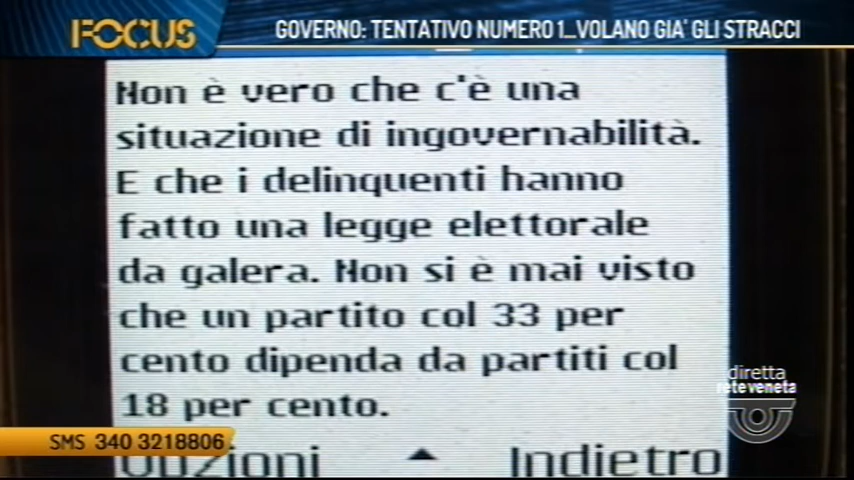 FOCUS
GOVERNO: TENTATIVO NUMERO 1...VOLANO GIA' GLI STRACCI
Non è vero che c'è una
situazione di ingovernabilità.
E che i delinquenti hanno
fatto una legge elettorale
da galera. Non si è mai visto
che un partito col 33 per
cento dipenda da partiti col
18 per cento.
Opzioni Indietro
diretta
reteveneta
SMS 340 3218806